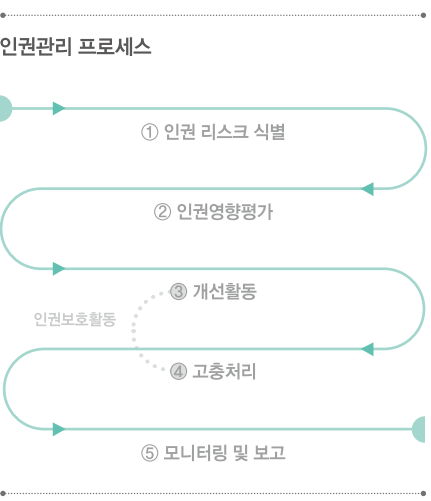 인권관리 프로세스
① 인권 리스크 식별
② 인권영향평가
③ 개선활동
인권보호활동
④ 고충처리
⑤ 모니터링 및 보고